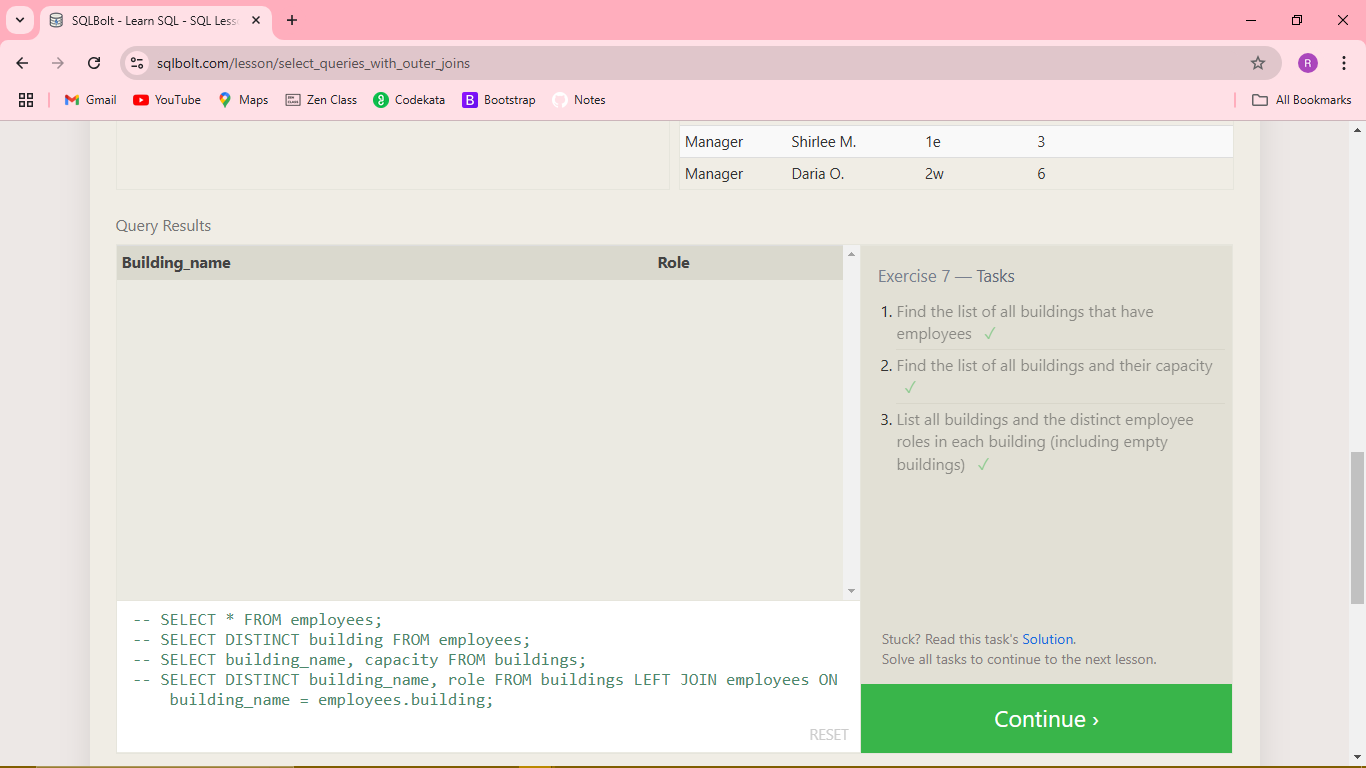 SQLBolt - Learn SQL - SQL Less
sqlbolt.com/lesson/select_queries_with_outer_joins
R
Gmail
YouTube
Maps
Zen Class
Codekata
B
Bootstrap
Notes
All Bookmarks
Manager Shirlee M. 1e 3
Manager Daria O. 2w 6
Query Results
Building_name Role
Exercise 7 — Tasks
1. Find the list of all buildings that have
employees ✓
2. Find the list of all buildings and their capacity
✓
3. List all buildings and the distinct employee
roles in each building (including empty
buildings) ✓
-- SELECT * FROM employees;
-- SELECT DISTINCT building FROM employees;
-- SELECT building_name, capacity FROM buildings;
-- SELECT DISTINCT building_name, role FROM buildings LEFT JOIN employees ON
building_name = employees.building;
RESET
Stuck? Read this task's Solution.
Solve all tasks to continue to the next lesson.
Continue ›